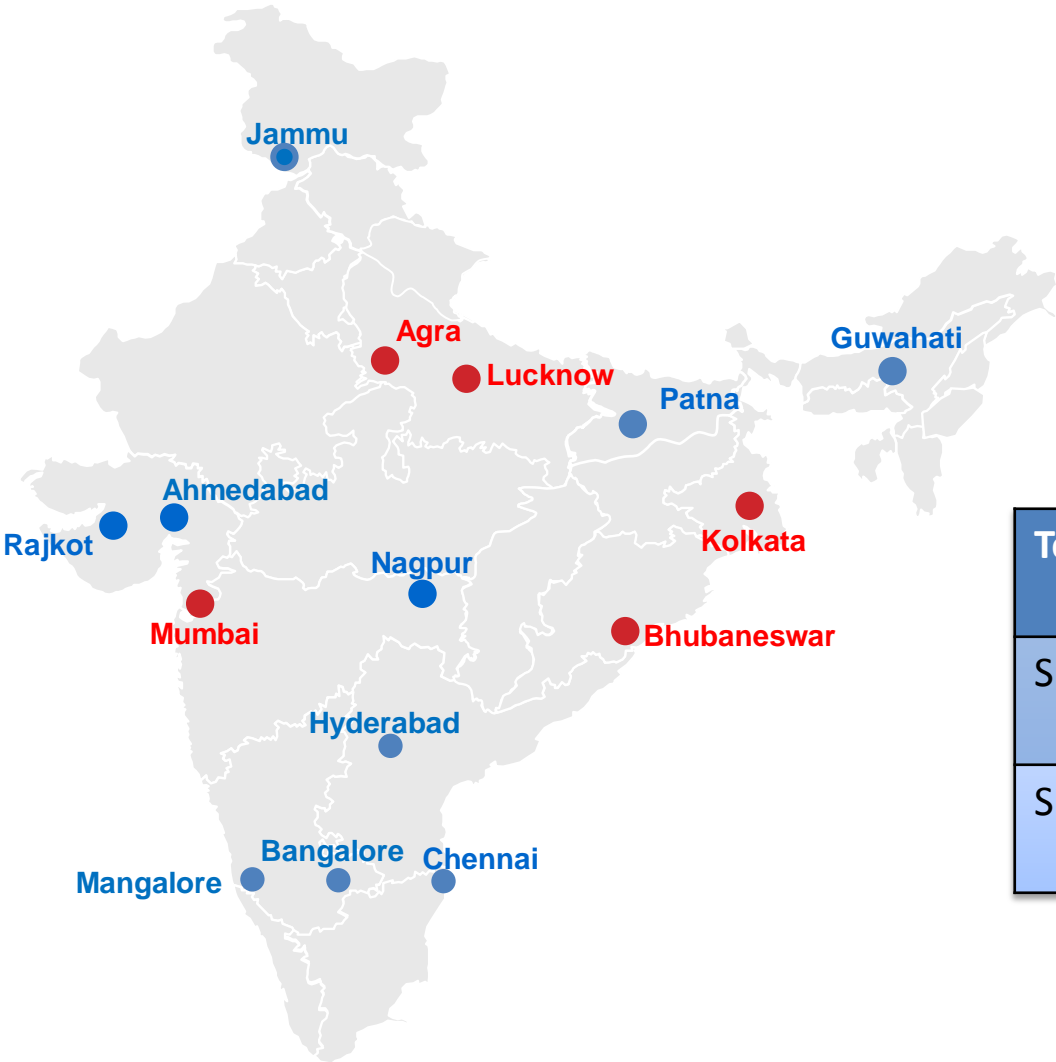 Jammu
Agra
Guwahati
Lucknow
Patna
Ahmedabad
Rajkot
Kolkata
Nagpur
Mumbai
Bhubaneswar
Hyderabad
Bangalore
Chennai
Mangalore